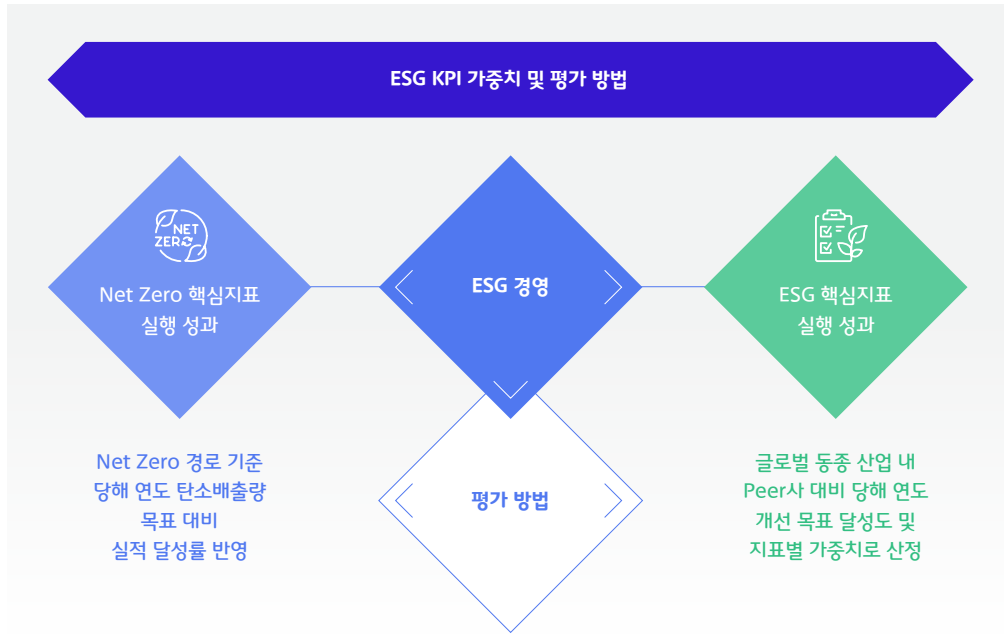 ESG KPI 가중치 및 평가 방법
NET
ZERO
Net Zero 핵심지표
실행 성과
ESG 경영
ESG 핵심지표
실행 성과
Net Zero 경로 기준
당해 연도 탄소배출량
목표 대비
실적 달성률 반영
평가 방법
글로벌 동종 산업 내
Peer사 대비 당해 연도
개선 목표 달성도 및
지표별 가중치로 산정